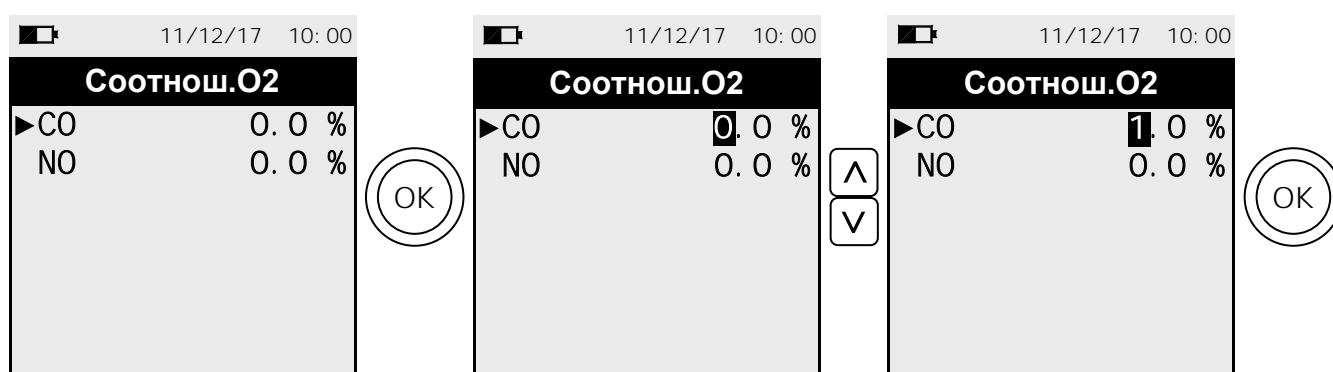 11/12/17 10:00
Соотнош.O2
►CO 0.0 %
NO 0.0 %
OK
11/12/17 10:00
Соотнош.O2
►CO 0.0 %
NO 0.0 %
11/12/17 10:00
Соотнош.O2
►CO 1.0 %
NO 0.0 %
OK